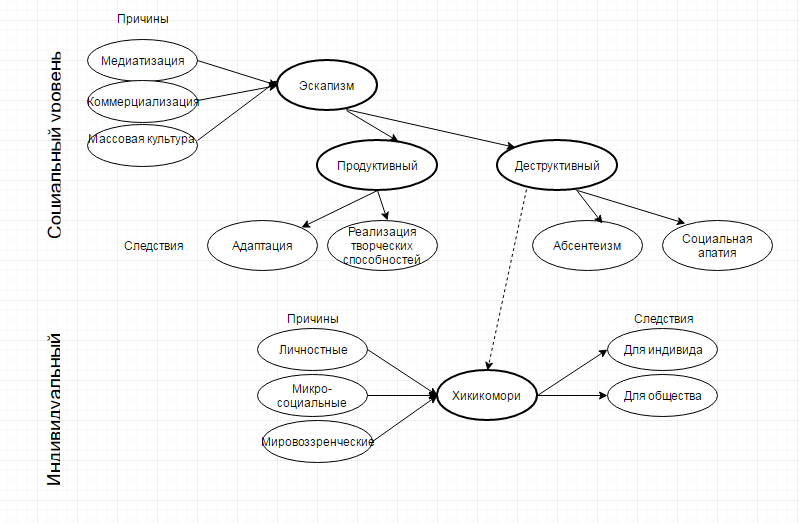 Причины
Социальный уровень
Медиатизация
Эскапизм
Коммерциализация
Массовая культура
Продуктивный
Деструктивный
Следствия
Адаптация
Реализация
творческих
способностей
Абсентеизм
Социальная
апатия
Индивидуальный
Причины
Следствия
Личностные
Для индивида
Микро-
социальные
Хикикомори
Для общества
Мировоззренческие